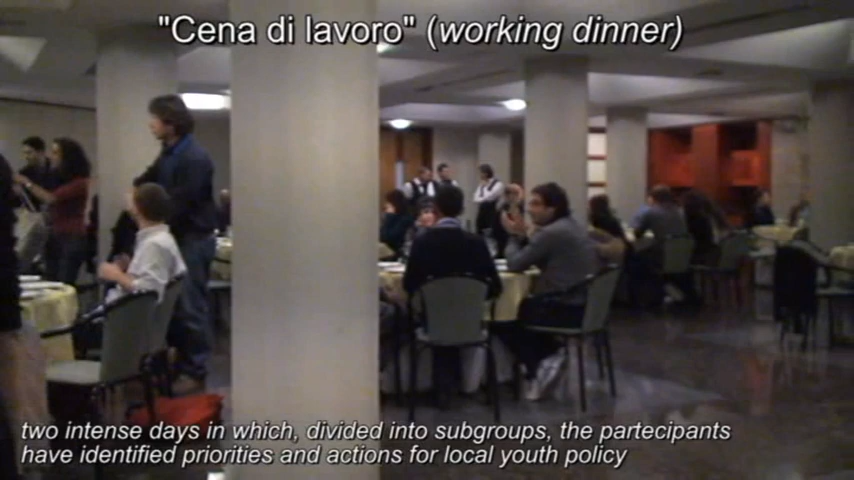 "Cena di lavoro" (working dinner)
two intense days in which, divided into subgroups, the partecipants
have identified priorities and actions for local youth policy